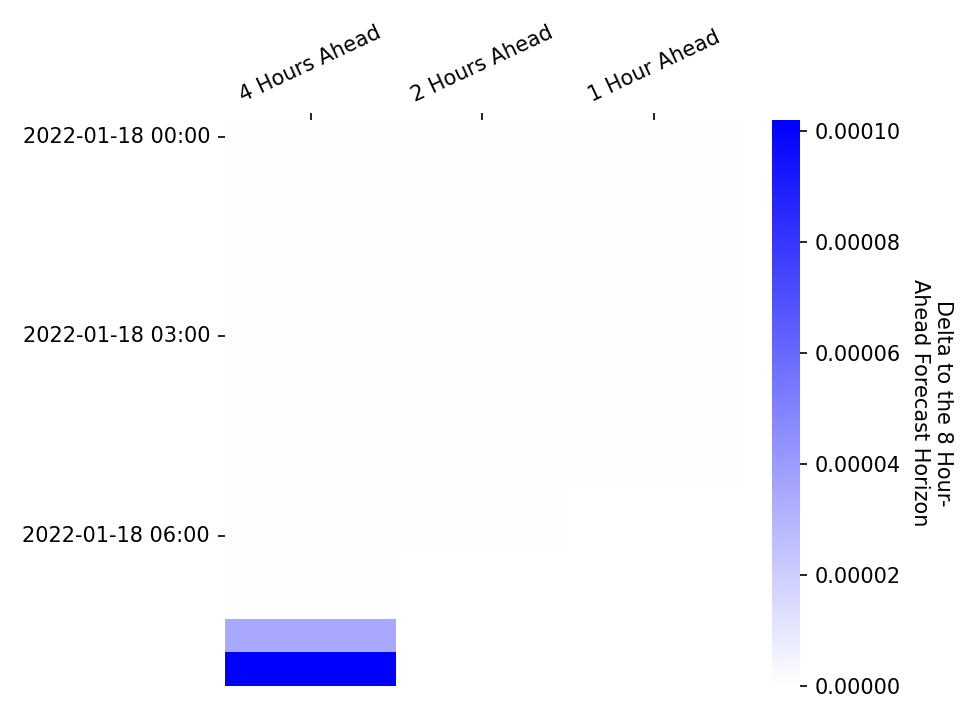 4 Hours Ahead
2 Hours Ahead
1 Hour Ahead
2022-01-18 00:00
2022-01-18 03:00
2022-01-18 06:00
0.00010
0.00008
0.00006
0.00004
0.00002
0.00000
Delta to the 8 Hour-
Ahead Forecast Horizon